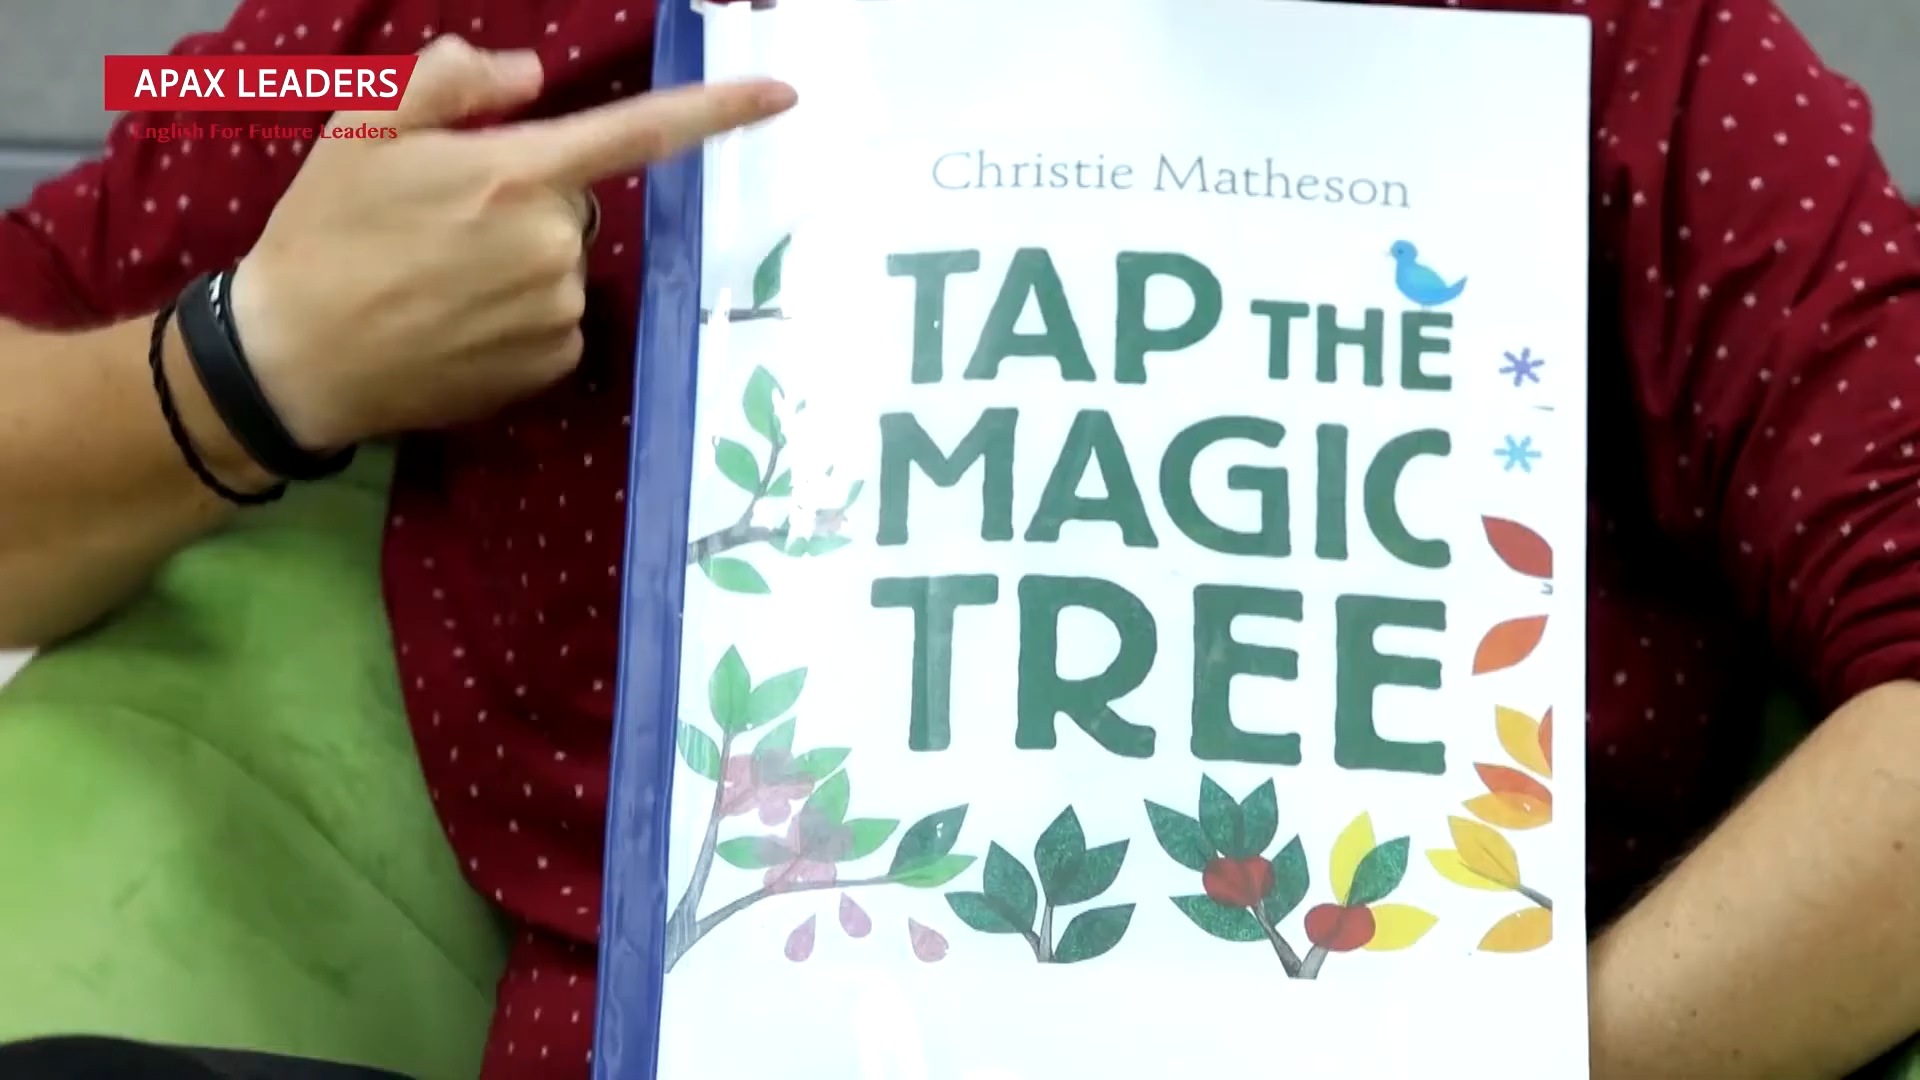 APAX LEADERS
English For Future Leaders
Christie Matheson
TAP THE
MAGIC
TREE